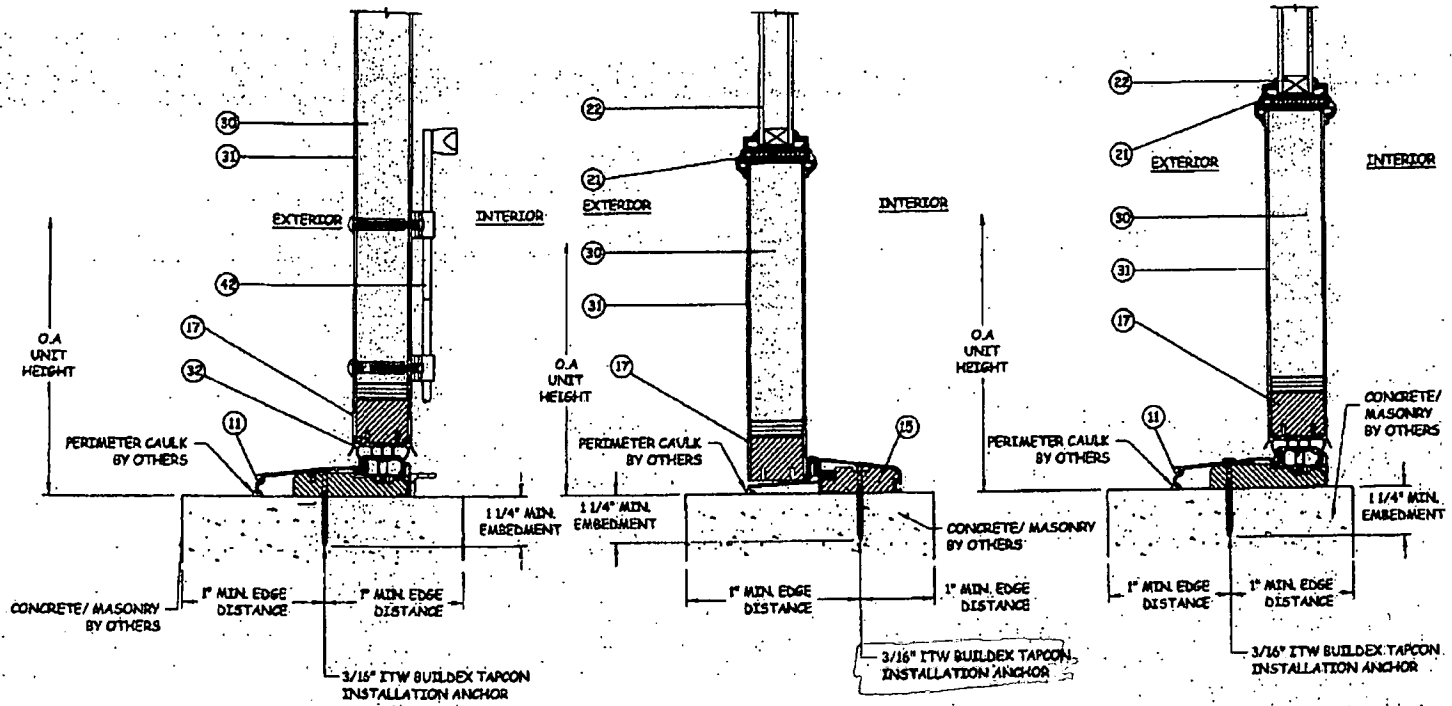 30
31
EXTERIOR
INTERIOR
42
17
32
11
O.A
UNIT
HEIGHT
PERIMETER CAULK
BY OTHERS
1 1/4" MIN.
EMBEDMENT
1" MIN. EDGE
DISTANCE
1" MIN. EDGE
DISTANCE
CONCRETE/ MASONRY
BY OTHERS
3/16" ITW BUILDEX TAPCON
INSTALLATION ANCHOR
22
21
EXTERIOR
INTERIOR
30
31
17
15
O.A
UNIT
HEIGHT
PERIMETER CAULK
BY OTHERS
1 1/4" MIN.
EMBEDMENT
CONCRETE/ MASONRY
BY OTHERS
1" MIN. EDGE
DISTANCE
1" MIN. EDGE
DISTANCE
3/16" ITW BUILDEX TAPCON
INSTALLATION ANCHOR
22
21
EXTERIOR
INTERIOR
30
31
17
11
O.A
UNIT
HEIGHT
PERIMETER CAULK
BY OTHERS
CONCRETE/
MASONRY
BY OTHERS
1 1/4" MIN.
EMBEDMENT
1" MIN. EDGE
DISTANCE
1" MIN. EDGE
DISTANCE
3/16" ITW BUILDEX TAPCON
INSTALLATION ANCHOR